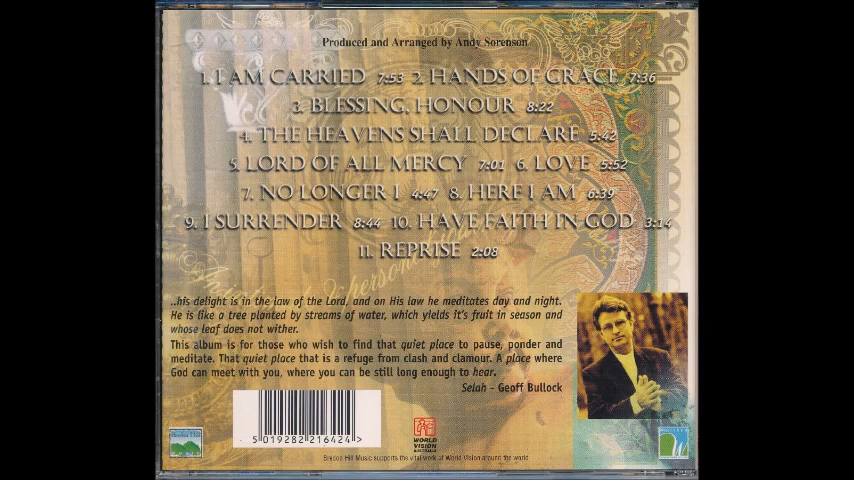 Produced and Arranged by Andy Sorenson
1. I AM CARRIED 7:53 2. HANDS OF GRACE 7:36
3. BLESSING, HONOUR 8:22
4. THE HEAVENS SHALL DECLARE 5:42
5. LORD OF ALL MERCY 7:01 6. LOVE 5:52
7. NO LONGER I 4:47 8. HERE I AM 6:39
9. I SURRENDER 8:44 10. HAVE FAITH IN GOD 3:14
11. REPRISE 2:08
..his delight is in the law of the Lord, and on His law he meditates day and night.
He is like a tree planted by streams of water, which yields it's fruit in season and
whose leaf does not wither.
This album is for those who wish to find that quiet place to pause, ponder and
meditate. That quiet place that is a refuge from clash and clamour. A place where
God can meet with you, where you can be still long enough to hear.
Selah - Geoff Bullock
5 019282 216424 >
WORLD
VISION
AUSTRALIA
Bredon Hill
Bredon Hill Music supports the vital work of World Vision around the world